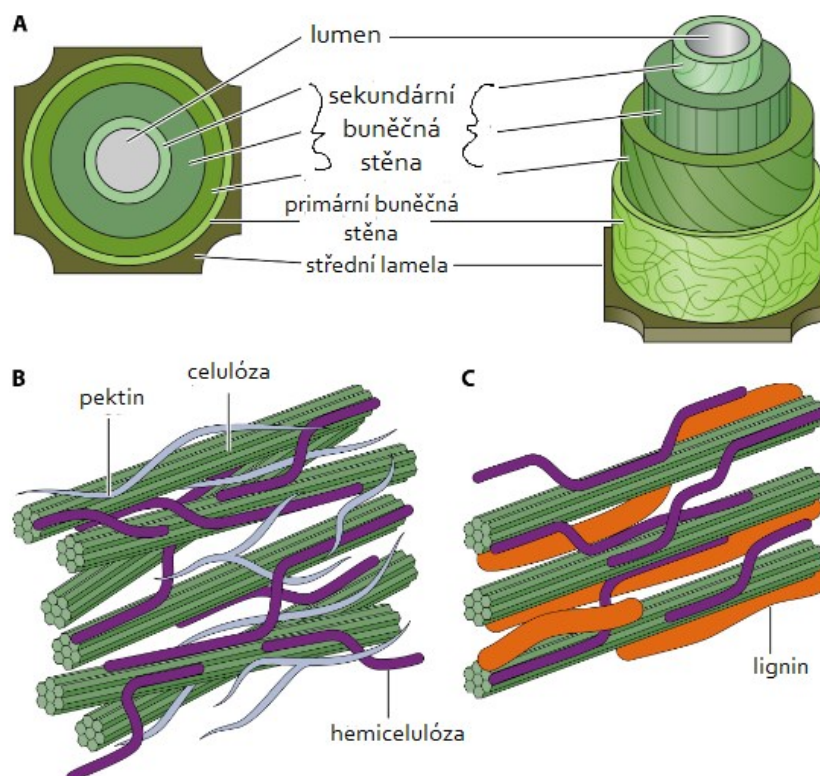 A
lumen
sekundární
buněčná
stěna
primární buněčná
stěna
střední lamela
B
celulóza
pektin
hemicelulóza
C
lignin